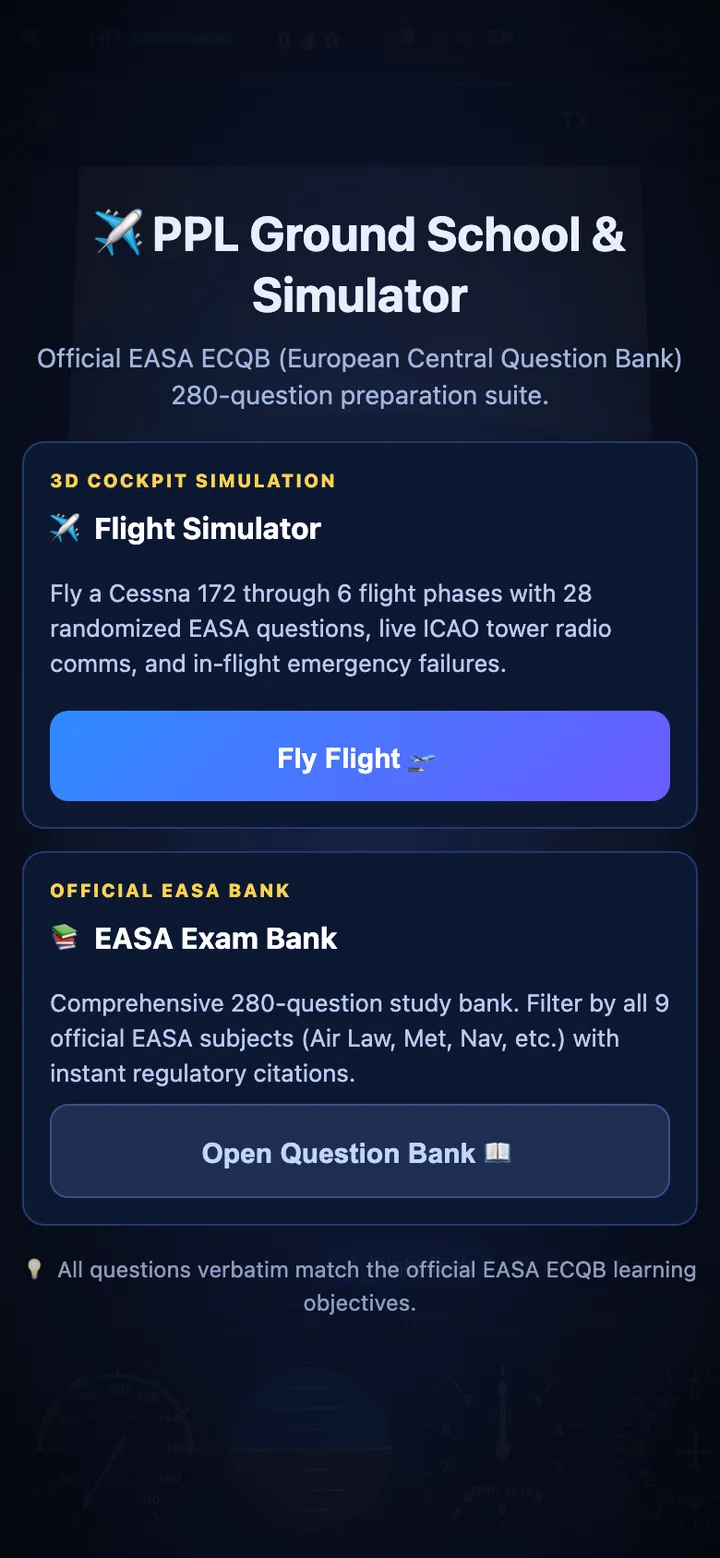 PPL Ground School &
Simulator
Official EASA ECQB (European Central Question Bank)
280-question preparation suite.
3D COCKPIT SIMULATION
Flight Simulator
Fly a Cessna 172 through 6 flight phases with 28
randomized EASA questions, live ICAO tower radio
comms, and in-flight emergency failures.
Fly Flight
OFFICIAL EASA BANK
EASA Exam Bank
Comprehensive 280-question study bank. Filter by all 9
official EASA subjects (Air Law, Met, Nav, etc.) with
instant regulatory citations.
Open Question Bank
All questions verbatim match the official EASA ECQB learning
objectives.